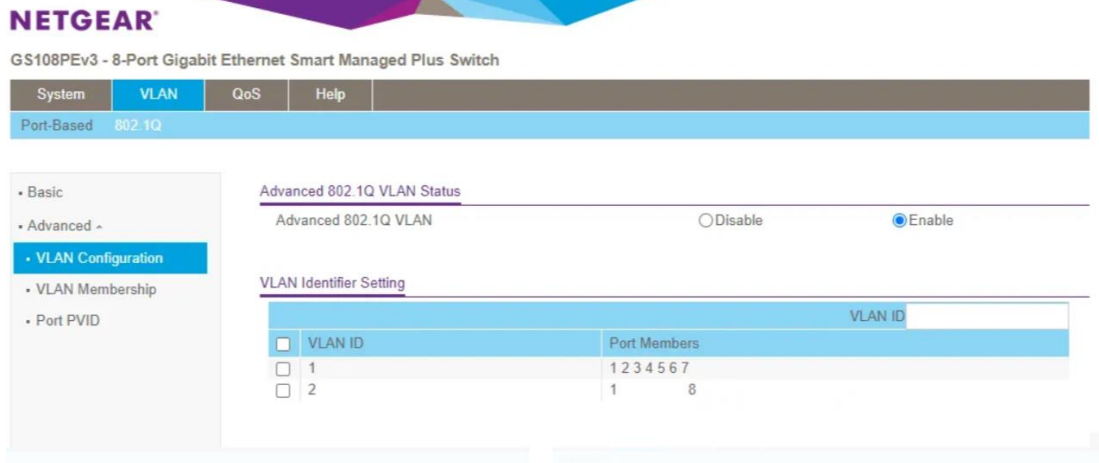 NETGEAR®
GS108PEv3 - 8-Port Gigabit Ethernet Smart Managed Plus Switch
System VLAN QoS Help
Port-Based 802.1Q
• Basic
• Advanced
• VLAN Configuration
• VLAN Membership
• Port PVID
Advanced 802.1Q VLAN Status
Advanced 802.1Q VLAN Disable Enable
VLAN Identifier Setting
VLAN ID
VLAN ID Port Members
1 1 2 3 4 5 6 7
2 1 8